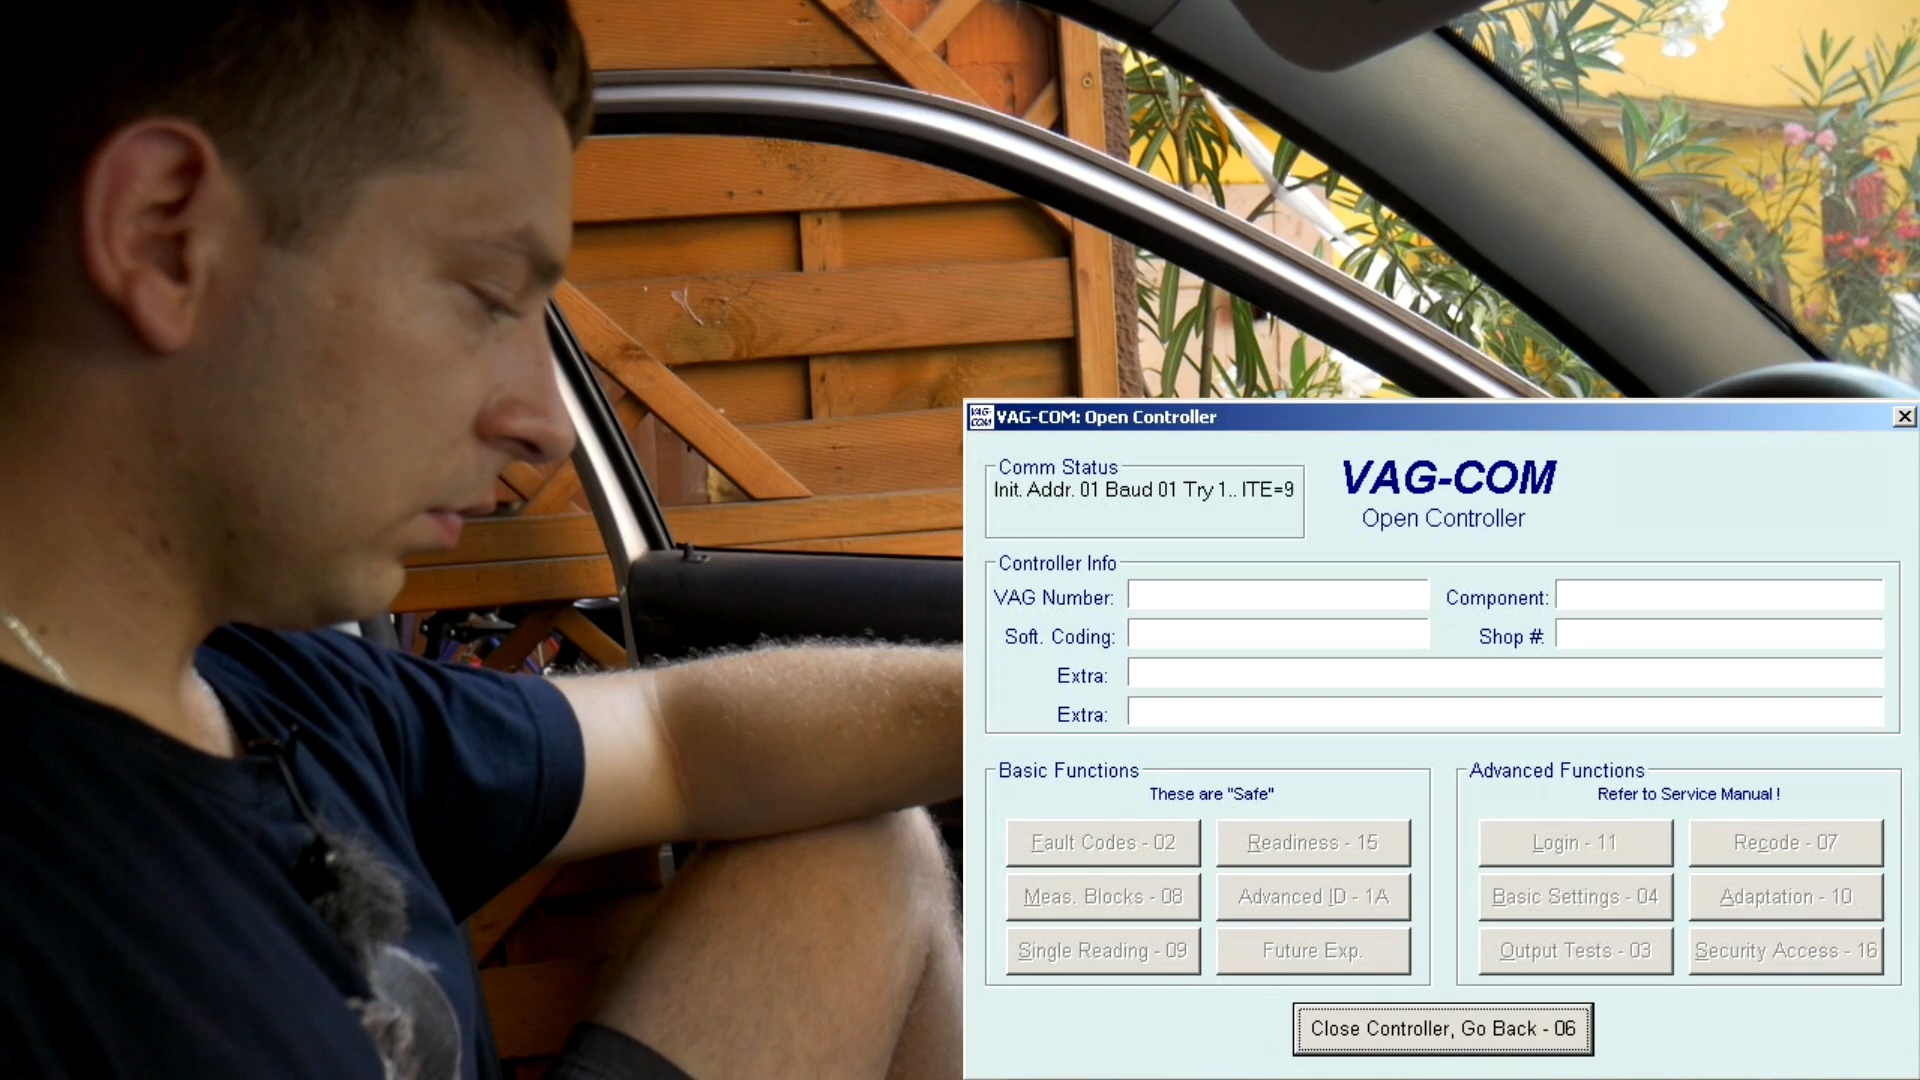 VAG-COM
VAG-COM: Open Controller
Comm Status
Init. Addr. 01 Baud 01 Try 1.. ITE=9
VAG-COM
Open Controller
Controller Info
VAG Number:
Component:
Soft. Coding:
Shop #:
Extra:
Extra:
Basic Functions
These are "Safe"
Fault Codes - 02
Readiness - 15
Meas. Blocks - 08
Advanced ID - 1A
Single Reading - 09
Future Exp.
Advanced Functions
Refer to Service Manual !
Login - 11
Recode - 07
Basic Settings - 04
Adaptation - 10
Output Tests - 03
Security Access - 16
Close Controller, Go Back - 06